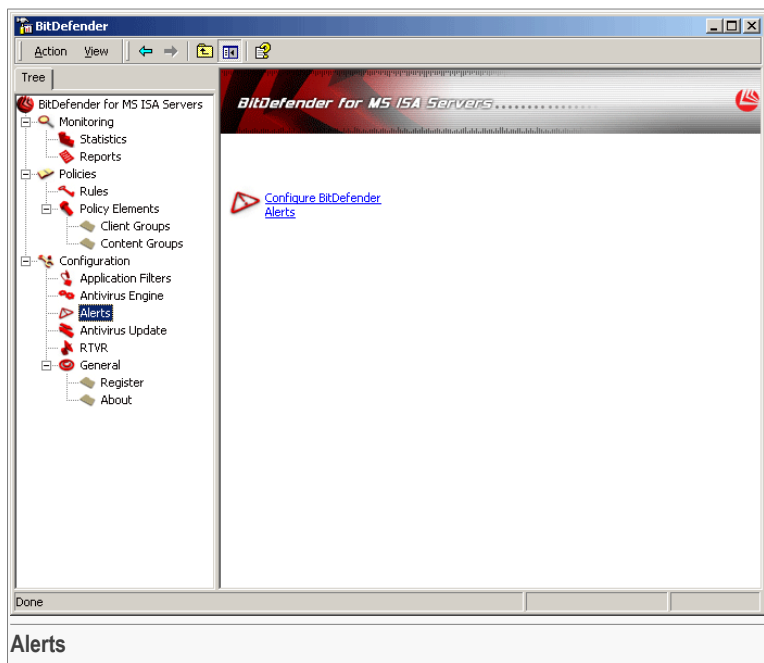 BitDefender
Action View
Tree
BitDefender for MS ISA Servers
Monitoring
Statistics
Reports
Policies
Rules
Policy Elements
Client Groups
Content Groups
Configuration
Application Filters
Antivirus Engine
Alerts
Antivirus Update
RTVR
General
Register
About
BitDefender for MS ISA Servers...............
Configure BitDefender
Alerts
Done
Alerts